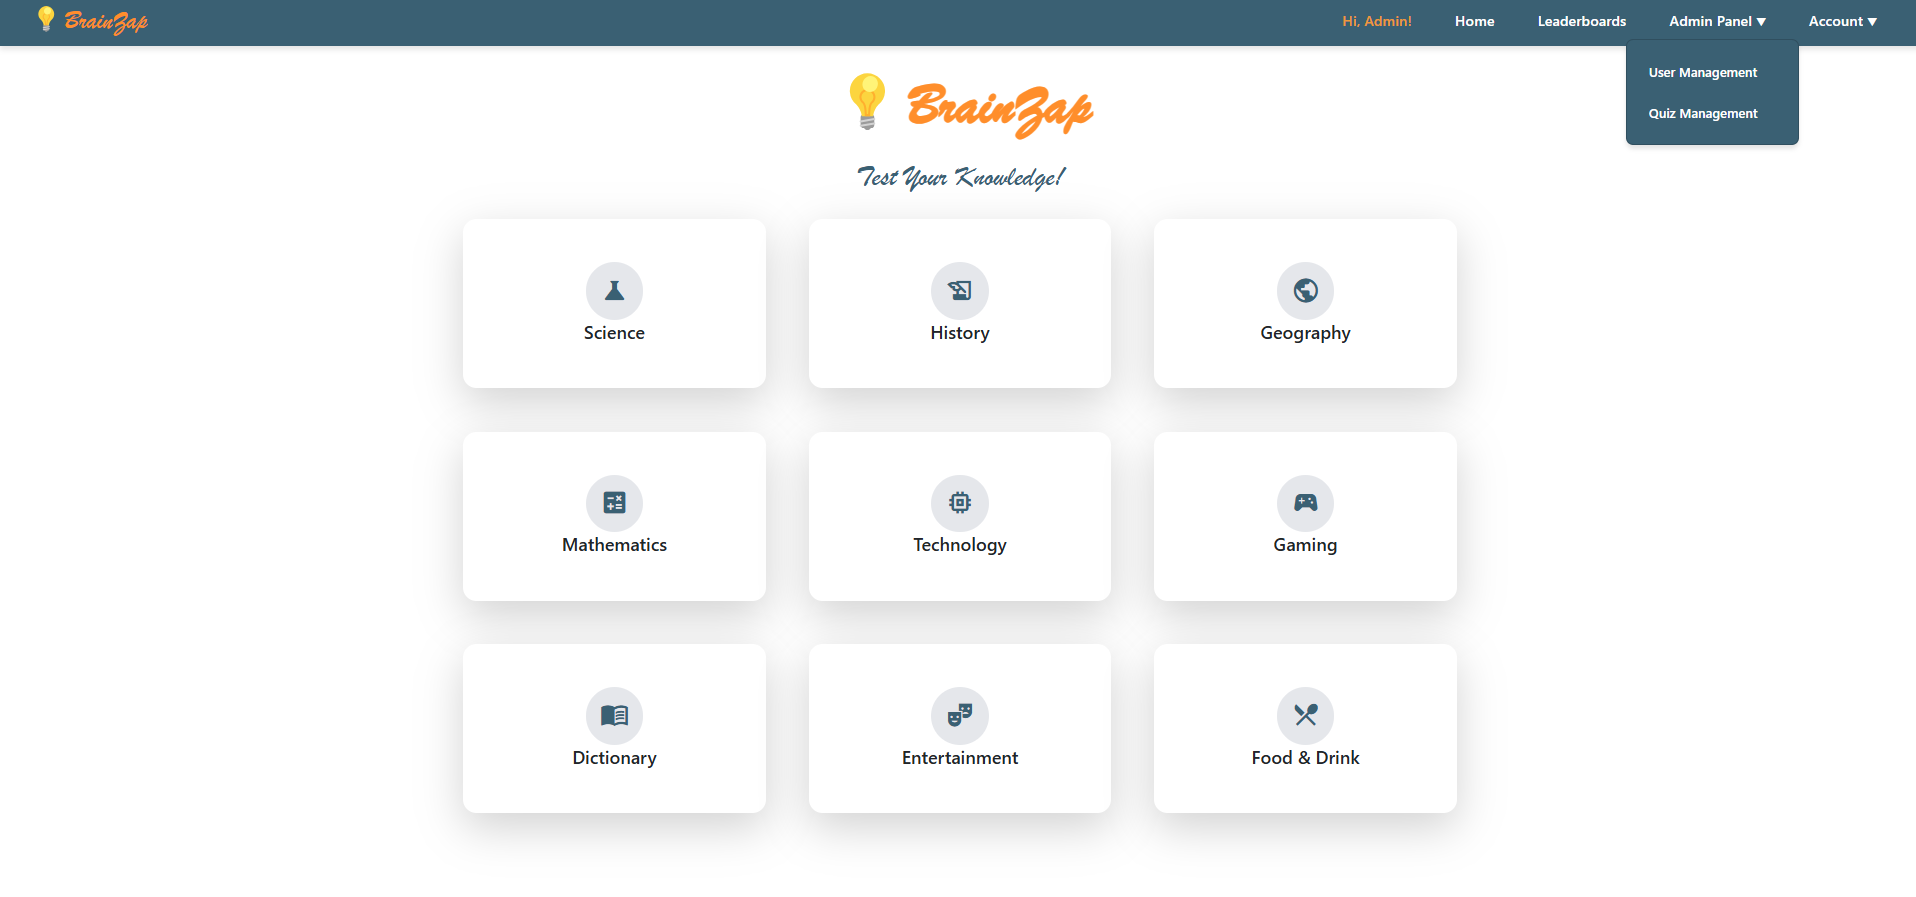 BrainZap
Hi, Admin!
Home
Leaderboards
Admin Panel ▼
Account ▼
User Management
Quiz Management
BrainZap
Test Your Knowledge!
Science
History
Geography
Mathematics
Technology
Gaming
Dictionary
Entertainment
Food & Drink